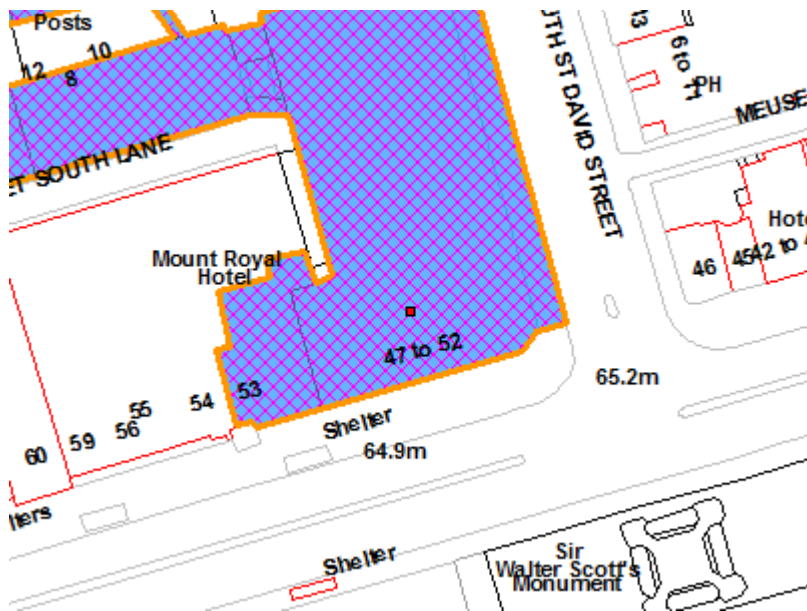 Posts
10
12
8
13
6 to 11
PH
MEUSE
UTH ST DAVID STREET
ET SOUTH LANE
Mount Royal
Hotel
Hote
46
45
42 to 4
47 to 52
65.2m
53
54
55
56
59
60
Shelter
64.9m
lters
Shelter
Sir
Walter Scott's
Monument